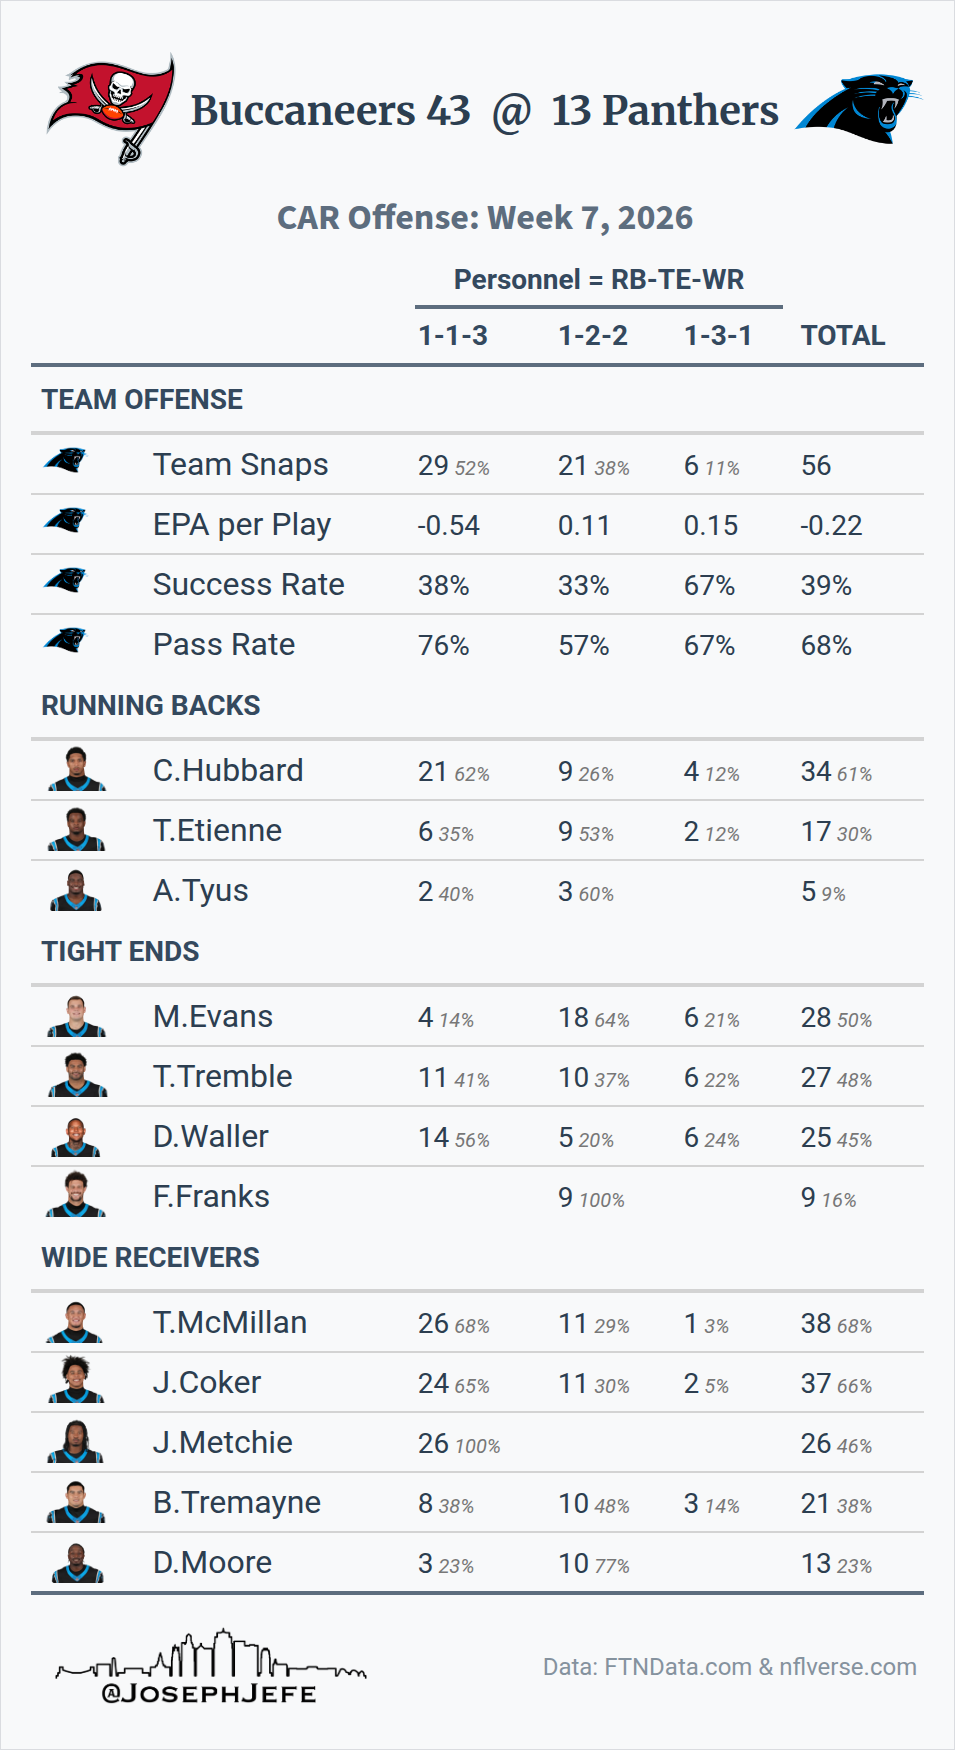 Buccaneers 43 @ 13 Panthers
CAR Offense: Week 7, 2026
Personnel = RB-TE-WR
1-1-3 1-2-2 1-3-1 TOTAL
TEAM OFFENSE
Team Snaps 29 52% 21 38% 6 11% 56
EPA per Play -0.54 0.11 0.15 -0.22
Success Rate 38% 33% 67% 39%
Pass Rate 76% 57% 67% 68%
RUNNING BACKS
C.Hubbard 21 62% 9 26% 4 12% 34 61%
T.Etienne 6 35% 9 53% 2 12% 17 30%
A.Tyus 2 40% 3 60% 5 9%
TIGHT ENDS
M.Evans 4 14% 18 64% 6 21% 28 50%
T.Tremble 11 41% 10 37% 6 22% 27 48%
D.Waller 14 56% 5 20% 6 24% 25 45%
F.Franks 9 100% 9 16%
WIDE RECEIVERS
T.McMillan 26 68% 11 29% 1 3% 38 68%
J.Coker 24 65% 11 30% 2 5% 37 66%
J.Metchie 26 100% 26 46%
B.Tremayne 8 38% 10 48% 3 14% 21 38%
D.Moore 3 23% 10 77% 13 23%
@JosephJefe
Data: FTNData.com & nflverse.com